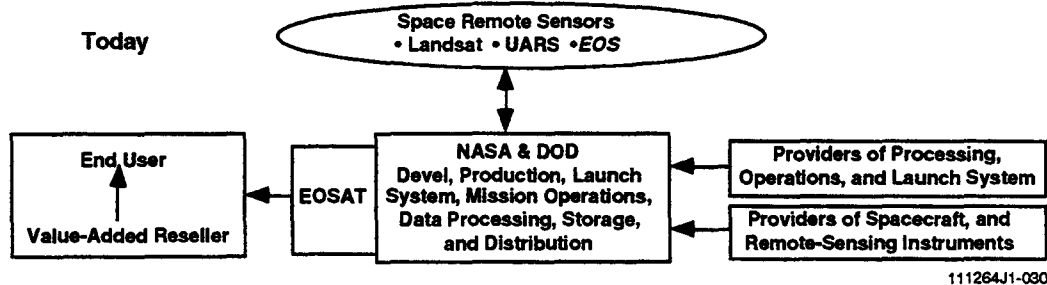 Today
Space Remote Sensors
• Landsat • UARS • EOS
End User
Value-Added Reseller
EOSAT
NASA & DOD
Devel, Production, Launch
System, Mission Operations,
Data Processing, Storage,
and Distribution
Providers of Processing,
Operations, and Launch System
Providers of Spacecraft, and
Remote-Sensing Instruments
111264J1-030